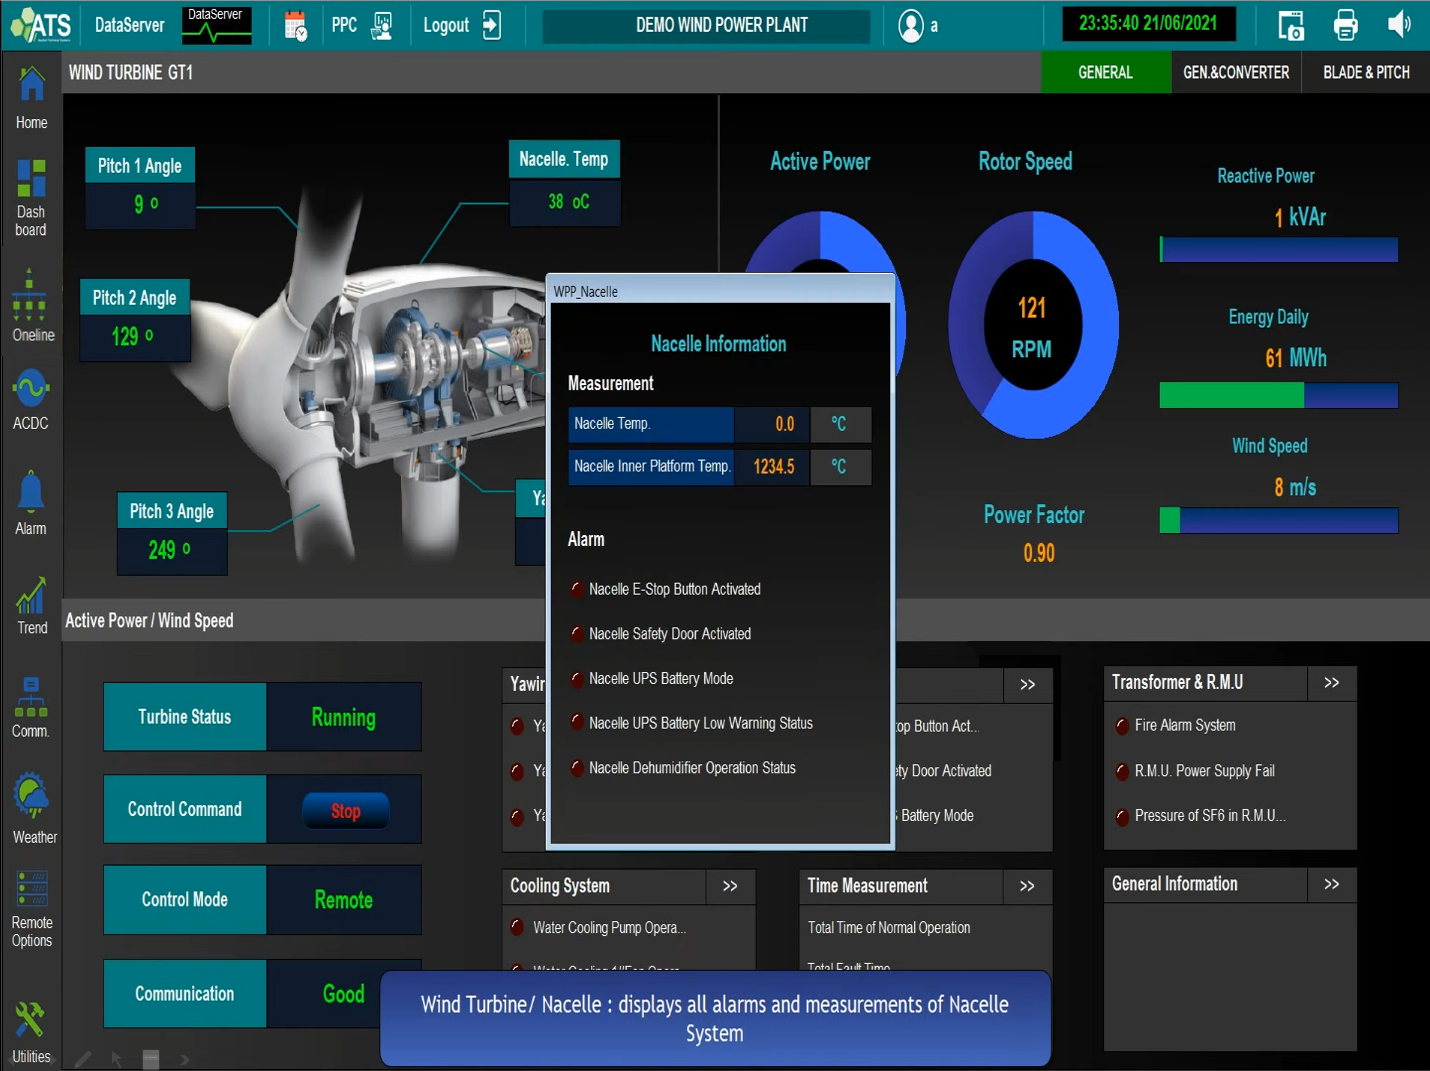 ATS
DataServer
DataServer
PPC
Logout
DEMO WIND POWER PLANT
a
23:35:40 21/06/2021
WIND TURBINE GT1
GENERAL
GEN.&CONVERTER
BLADE & PITCH
Home
Dash
board
Oneline
ACDC
Alarm
Trend
Comm.
Weather
Remote
Options
Utilities
Pitch 1 Angle
9 o
Nacelle. Temp
38 oC
Pitch 2 Angle
129 o
Pitch 3 Angle
249 o
Ya
Active Power
Rotor Speed
121
RPM
Power Factor
0.90
Reactive Power
1 kVAr
Energy Daily
61 MWh
Wind Speed
8 m/s
WPP_Nacelle
Nacelle Information
Measurement
Nacelle Temp. 0.0 °C
Nacelle Inner Platform Temp. 1234.5 °C
Alarm
Nacelle E-Stop Button Activated
Nacelle Safety Door Activated
Nacelle UPS Battery Mode
Nacelle UPS Battery Low Warning Status
Nacelle Dehumidifier Operation Status
Active Power / Wind Speed
Turbine Status Running
Control Command Stop
Control Mode Remote
Communication Good
Yawin
Ya
Ya
Ya
>>
top Button Act...
ty Door Activated
S Battery Mode
Transformer & R.M.U >>
Fire Alarm System
R.M.U. Power Supply Fail
Pressure of SF6 in R.M.U...
Cooling System >>
Water Cooling Pump Opera...
Time Measurement >>
Total Time of Normal Operation
Total Fault Time
General Information >>
Wind Turbine/ Nacelle : displays all alarms and measurements of Nacelle
System